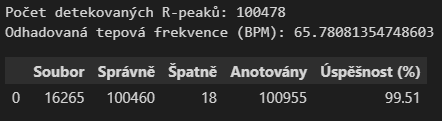 Počet detekovaných R-peaků: 100478
Odhadovaná tepová frekvence (BPM): 65.78081354748603
Soubor Správně Špatně Anotovány Úspěšnost (%)
0 16265 100460 18 100955 99.51